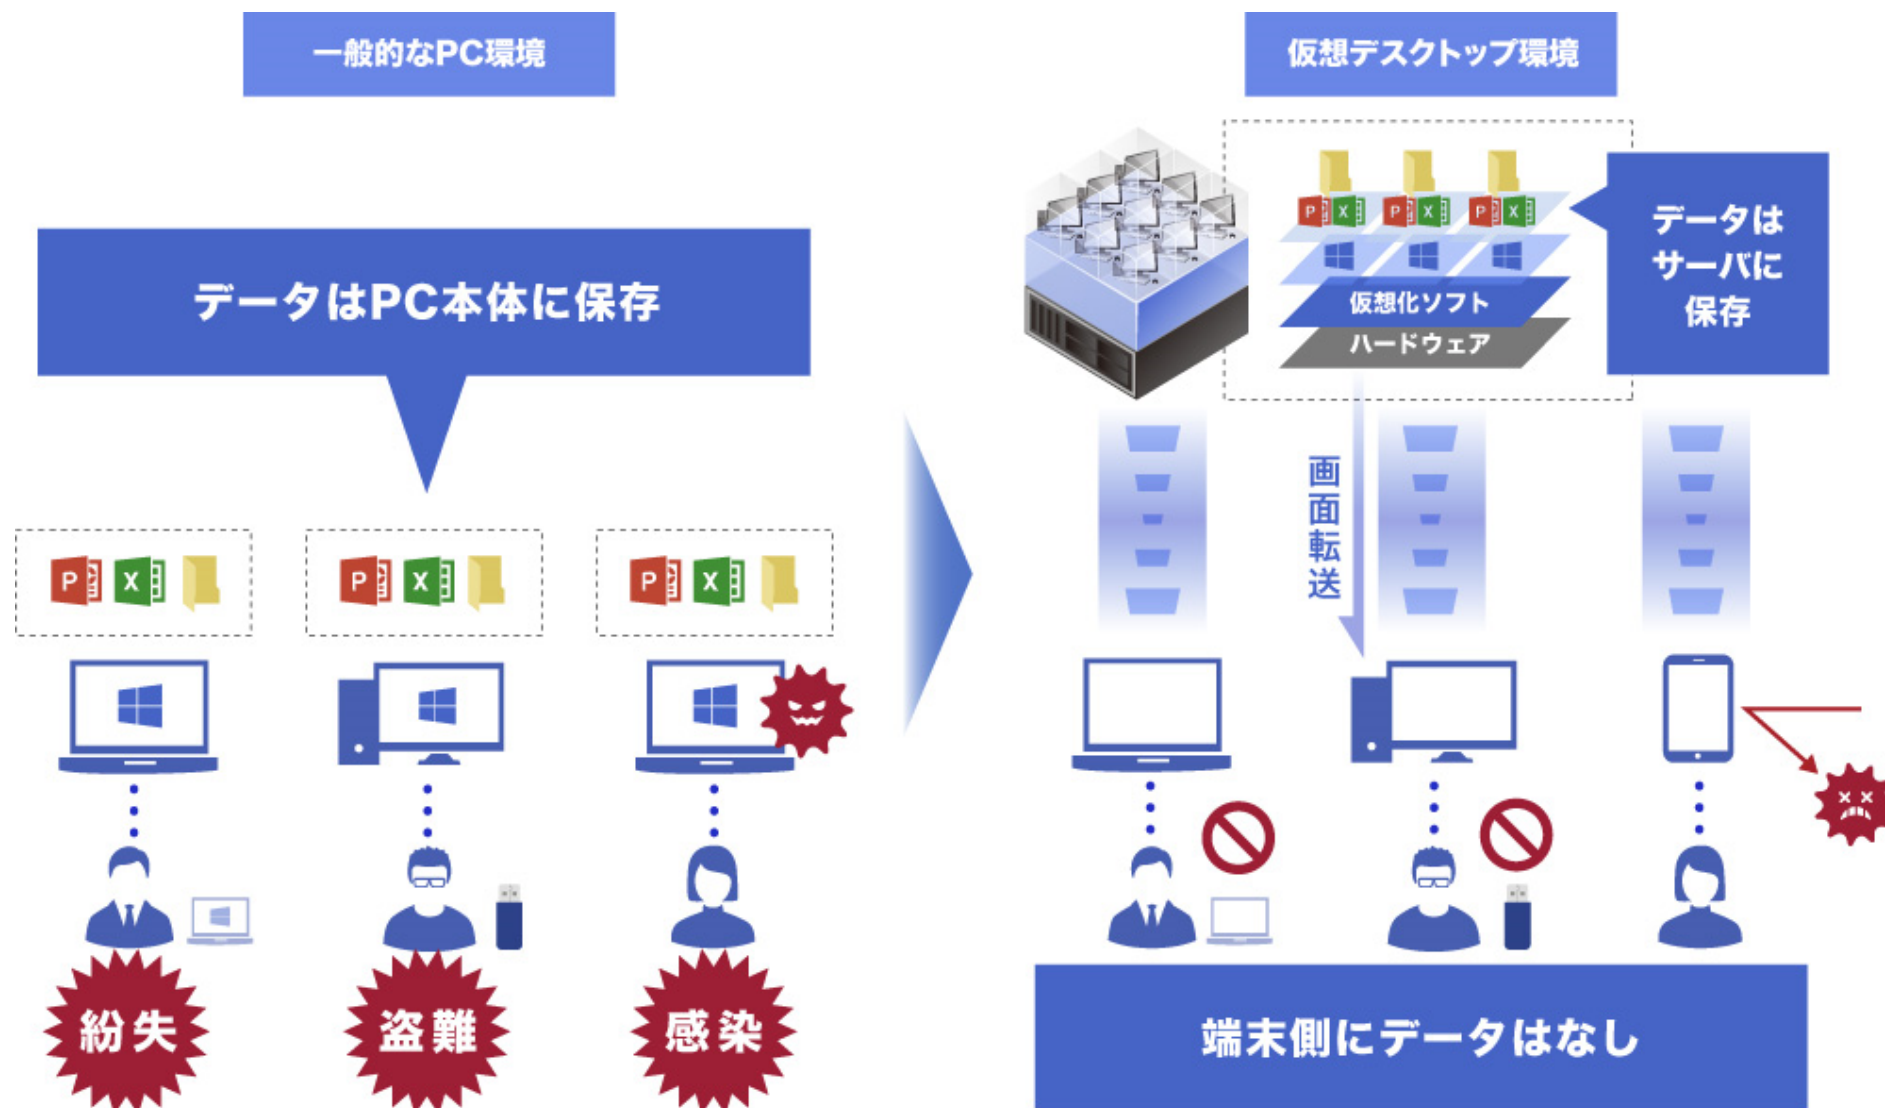 一般的なPC環境
データはPC本体に保存
P X
P X
P X
紛失
盗難
感染
仮想デスクトップ環境
P X P X P X
仮想化ソフト
ハードウェア
データは
サーバに
保存
画面転送
端末側にデータはなし